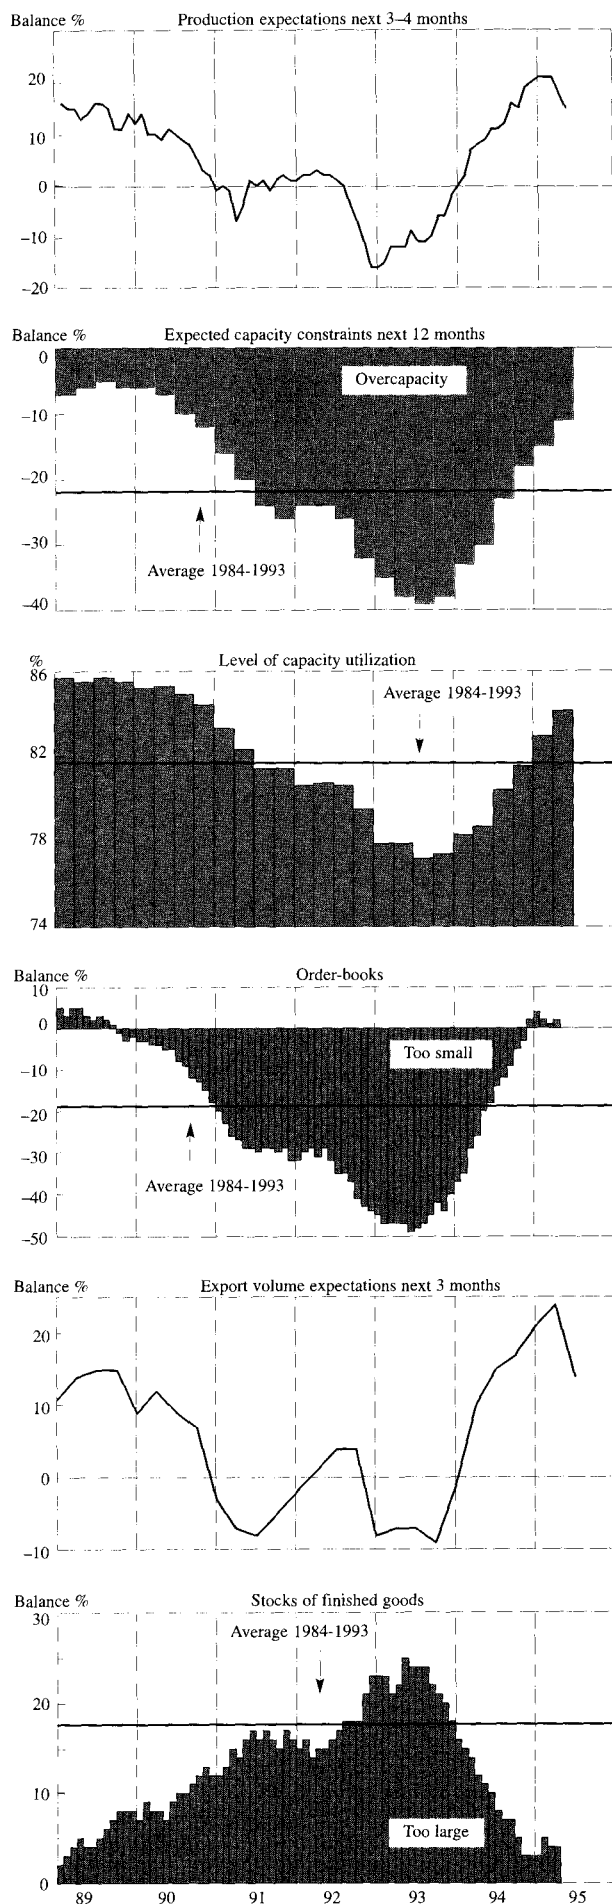 Balance % Production expectations next 3–4 months
20
10
0
–10
–20
Balance % Expected capacity constraints next 12 months
0
Overcapacity
–10
–20
–30
Average 1984-1993
–40
% Level of capacity utilization
86
Average 1984-1993
82
78
74
Balance % Order-books
10
0
Too small
–10
–20
–30
Average 1984-1993
–40
–50
Balance % Export volume expectations next 3 months
20
10
0
–10
Balance % Stocks of finished goods
30
Average 1984-1993
20
10
Too large
0
89 90 91 92 93 94 95